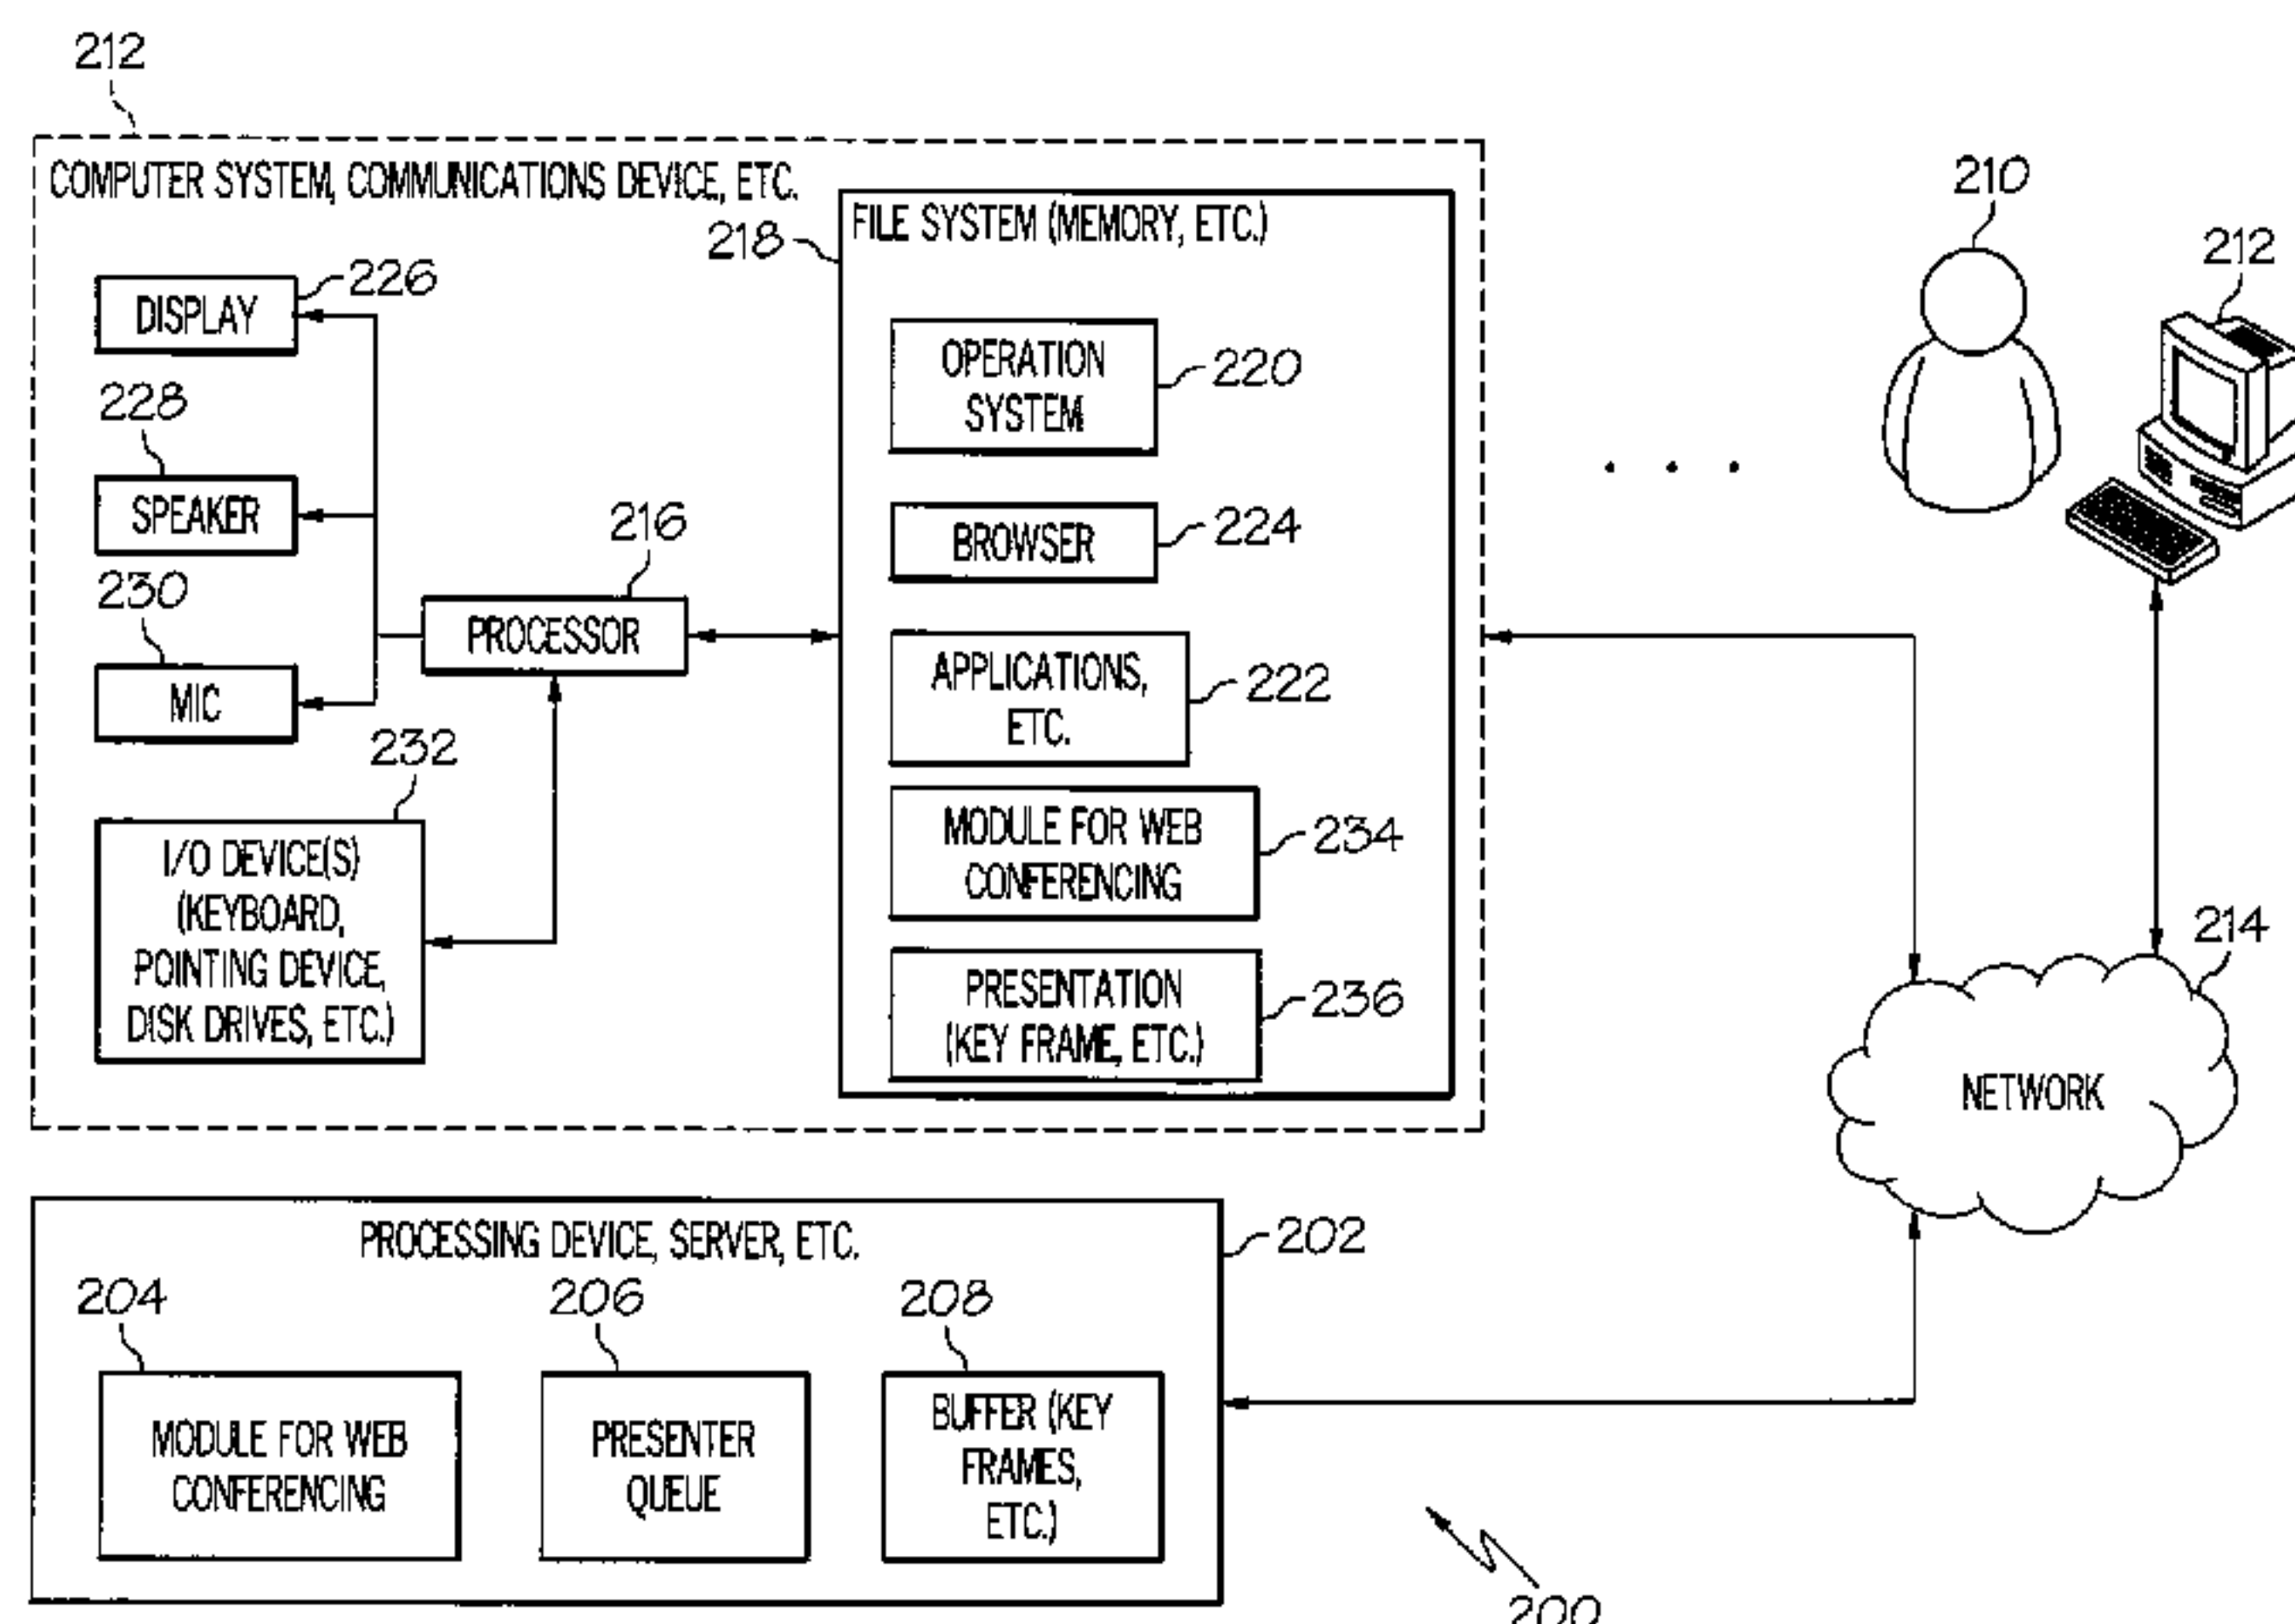 212
COMPUTER SYSTEM, COMMUNICATIONS DEVICE, ETC.
218
FILE SYSTEM (MEMORY, ETC.)
226
DISPLAY
228
SPEAKER
230
MIC
232
I/O DEVICE(S)
(KEYBOARD,
POINTING DEVICE,
DISK DRIVES, ETC.)
216
PROCESSOR
OPERATION
SYSTEM
220
BROWSER
224
APPLICATIONS,
ETC.
222
MODULE FOR WEB
CONFERENCING
234
PRESENTATION
(KEY FRAME, ETC.)
236
. . .
210
212
214
NETWORK
PROCESSING DEVICE, SERVER, ETC.
202
204
MODULE FOR WEB
CONFERENCING
206
PRESENTER
QUEUE
208
BUFFER (KEY
FRAMES,
ETC.)
200